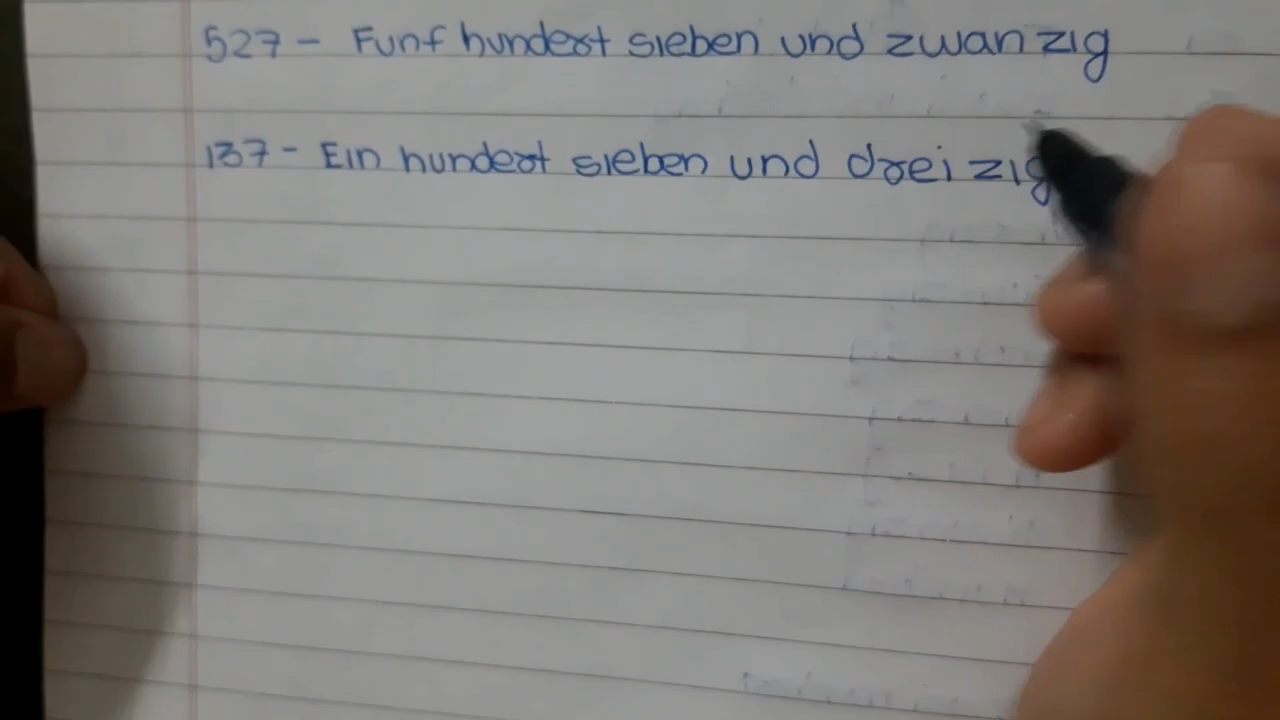 527 - Funf hundert sieben und zwanzig
137 - Ein hundert sieben und dreizig